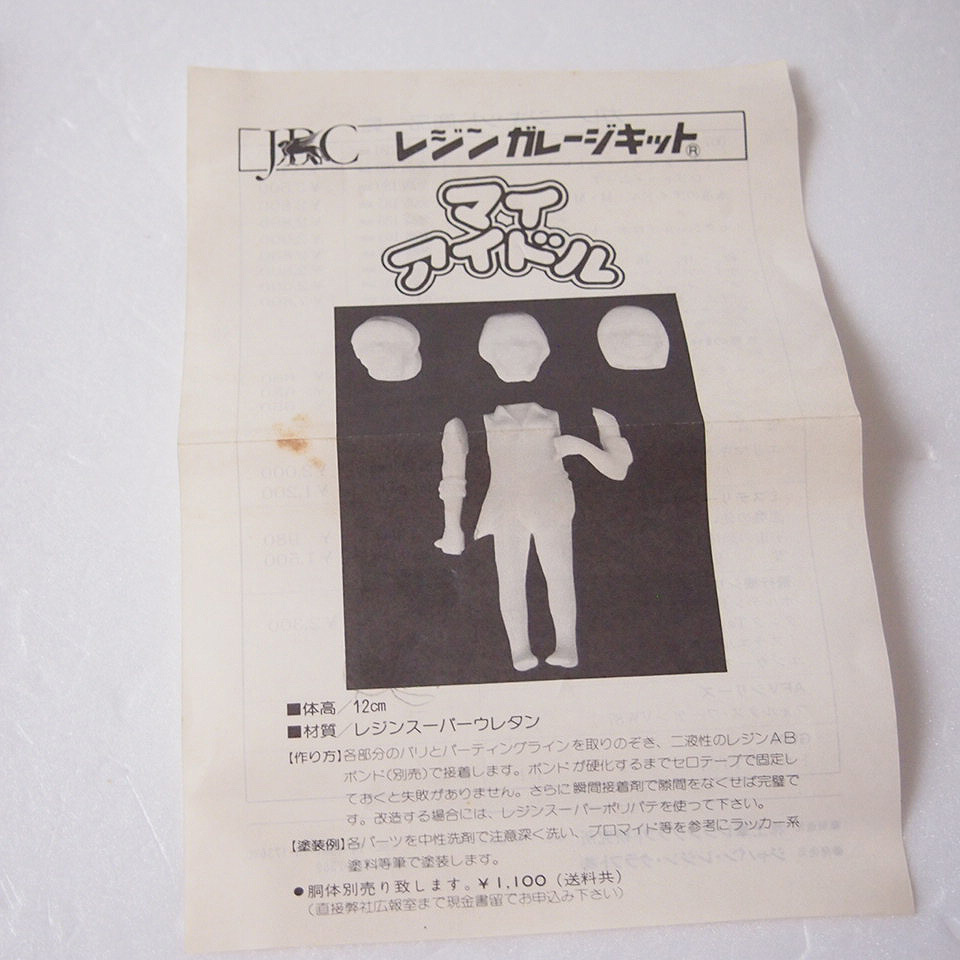 JRC レジンガレージキット®
マイ
アイドル
■体高／12cm
■材質／レジンスーパーウレタン
【作り方】各部分のバリとパーティングラインを取りのぞき、二液性のレジンAB
ボンド(別売)で接着します。ボンドが硬化するまでセロテープで固定し
ておくと失敗がありません。さらに瞬間接着剤で隙間をなくせば完璧で
す。改造する場合には、レジンスーパーポリパテを使って下さい。
【塗装例】各パーツを中性洗剤で注意深く洗い、ブロマイド等を参考にラッカー系
塗料等筆で塗装します。
●胴体別売り致します。￥1,100（送料共）
（直接弊社広報室まで現金書留でお申込み下さい）